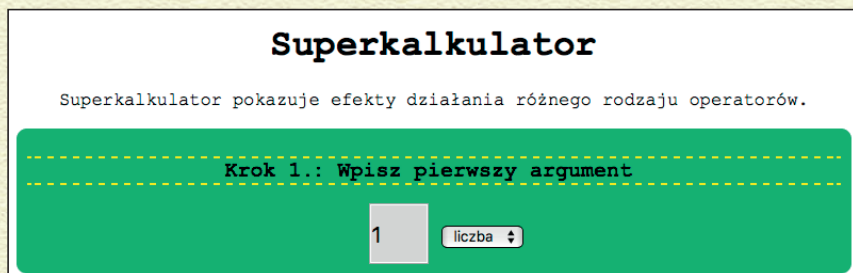 Superkalkulator
Superkalkulator pokazuje efekty działania różnego rodzaju operatorów.
Krok 1.: Wpisz pierwszy argument
1 liczba